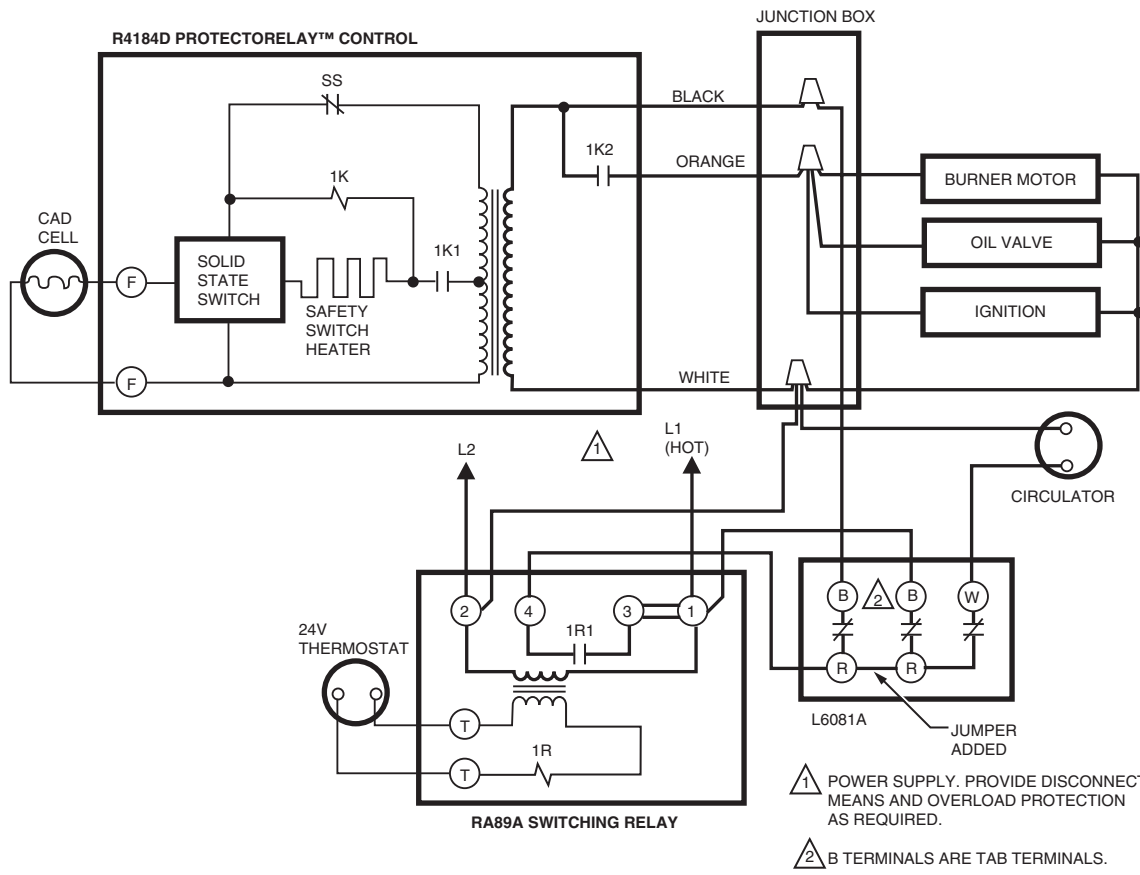 JUNCTION BOX
R4184D PROTECTORELAY™ CONTROL
SS
BLACK
1K2
ORANGE
1K
BURNER MOTOR
CAD
CELL
1K1
OIL VALVE
F
SOLID
STATE
SWITCH
SAFETY
SWITCH
HEATER
IGNITION
F
WHITE
L2
1
L1
(HOT)
CIRCULATOR
2
4
3
1
B
2
B
W
1R1
24V
THERMOSTAT
R
R
L6081A
T
JUMPER
ADDED
1R
T
1 POWER SUPPLY. PROVIDE DISCONNECT
MEANS AND OVERLOAD PROTECTION
AS REQUIRED.
RA89A SWITCHING RELAY
2 B TERMINALS ARE TAB TERMINALS.